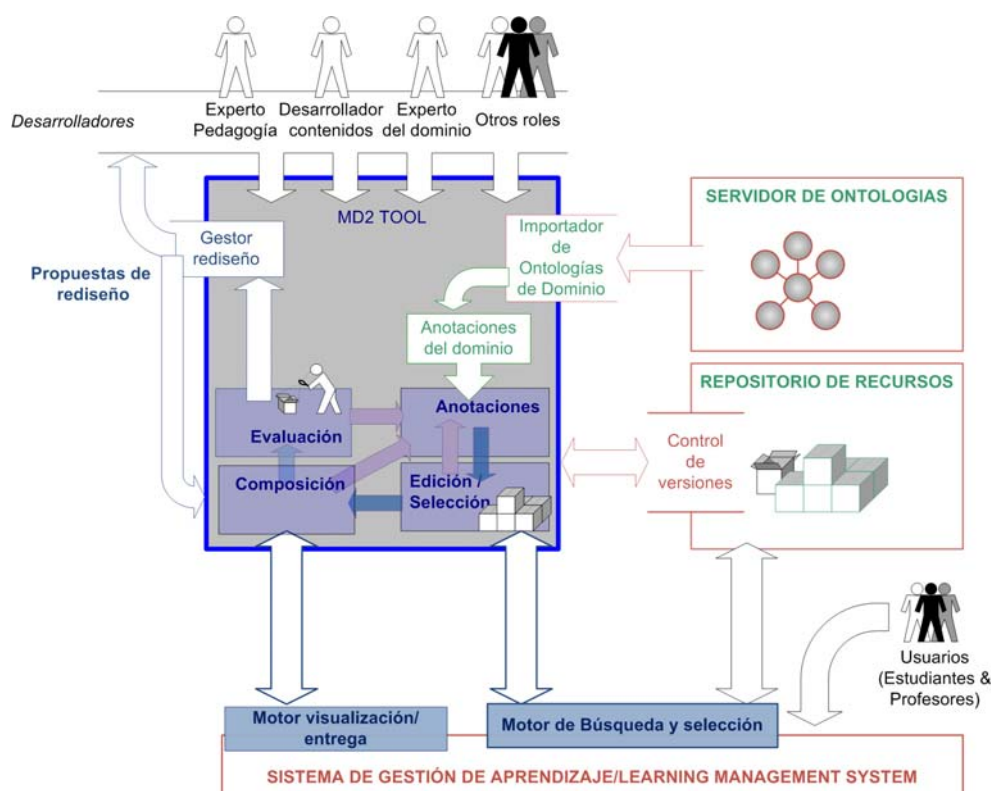 Desarrolladores
Experto
Pedagogía
Desarrollador
contenidos
Experto
del dominio
Otros roles
MD2 TOOL
Gestor
rediseño
Propuestas de
rediseño
Importador
de
Ontologías
de Dominio
Anotaciones
del dominio
SERVIDOR DE ONTOLOGIAS
Evaluación
Anotaciones
Composición
Edición /
Selección
REPOSITORIO DE RECURSOS
Control
de
versiones
Usuarios
(Estudiantes &
Profesores)
Motor visualización/
entrega
Motor de Búsqueda y selección
SISTEMA DE GESTIÓN DE APRENDIZAJE/LEARNING MANAGEMENT SYSTEM